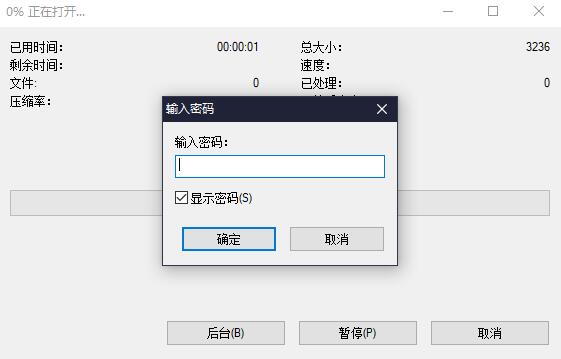 0% 正在打开...
已用时间： 00:00:01 总大小： 3236
剩余时间： 速度：
文件: 0 已处理： 0
压缩率：
输入密码
输入密码：
显示密码(S)
确定 取消
后台(B) 暂停(P) 取消